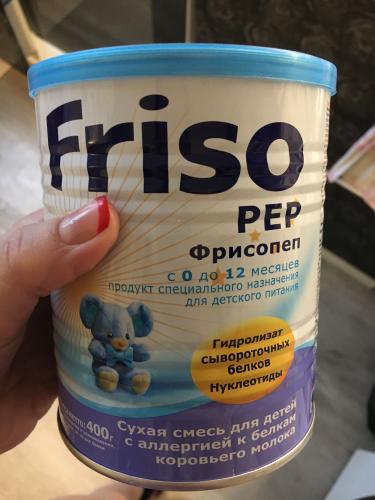 Friso
PEP
Фрисопеп
с 0 до 12 месяцев
продукт специального назначения
для детского питания
Гидролизат
сывороточных
белков
Нуклеотиды
400г
Сухая смесь для детей
с аллергией к белкам
коровьего молока